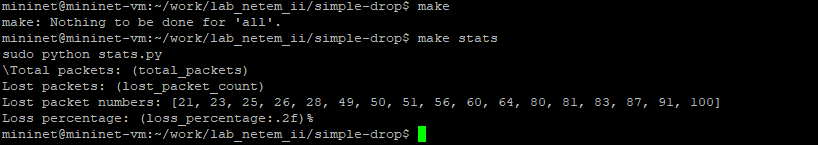 mininet@mininet-vm:~/work/lab_netem_ii/simple-drop$ make
make: Nothing to be done for 'all'.
mininet@mininet-vm:~/work/lab_netem_ii/simple-drop$ make stats
sudo python stats.py
\Total packets: (total_packets)
Lost packets: (lost_packet_count)
Lost packet numbers: [21, 23, 25, 26, 28, 49, 50, 51, 56, 60, 64, 80, 81, 83, 87, 91, 100]
Loss percentage: (loss_percentage:.2f)%
mininet@mininet-vm:~/work/lab_netem_ii/simple-drop$